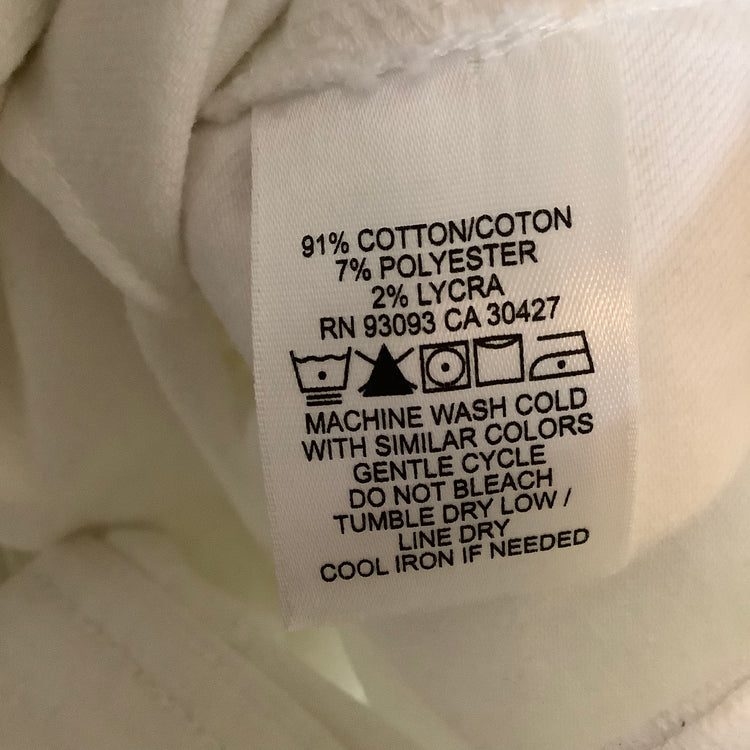 91% COTTON/COTON
7% POLYESTER
2% LYCRA
RN 93093 CA 30427
MACHINE WASH COLD
WITH SIMILAR COLORS
GENTLE CYCLE
DO NOT BLEACH
TUMBLE DRY LOW /
LINE DRY
COOL IRON IF NEEDED